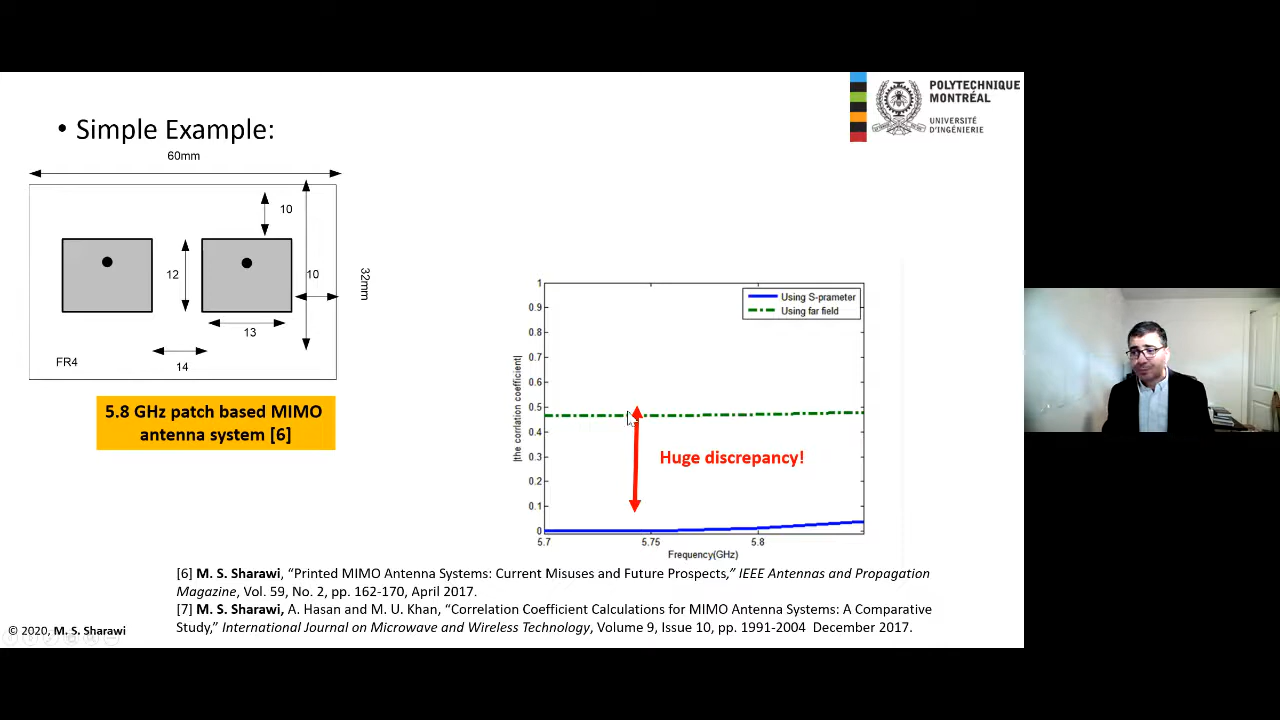 POLYTECHNIQUE
MONTRÉAL
UNIVERSITÉ
D'INGÉNIERIE
• Simple Example:
60mm
10
12
10
32mm
13
14
FR4
5.8 GHz patch based MIMO
antenna system [6]
1
0.9
0.8
0.7
0.6
0.5
0.4
0.3
0.2
0.1
0
|the corrlation coefficient|
Using S-prameter
Using far field
Huge discrepancy!
5.7
5.75
5.8
Frequency(GHz)
[6] M. S. Sharawi, “Printed MIMO Antenna Systems: Current Misuses and Future Prospects,” IEEE Antennas and Propagation
Magazine, Vol. 59, No. 2, pp. 162-170, April 2017.
[7] M. S. Sharawi, A. Hasan and M. U. Khan, “Correlation Coefficient Calculations for MIMO Antenna Systems: A Comparative
Study,” International Journal on Microwave and Wireless Technology, Volume 9, Issue 10, pp. 1991-2004 December 2017.
© 2020, M. S. Sharawi